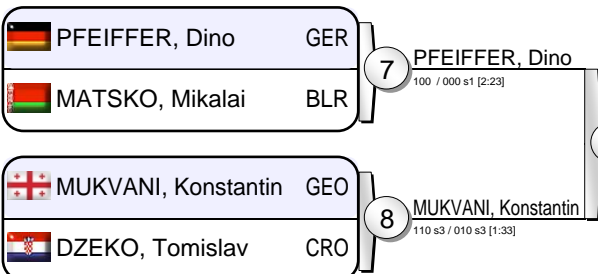 PFEIFFER, Dino GER
MATSKO, Mikalai BLR
7
PFEIFFER, Dino
100 / 000 s1 [2:23]
MUKVANI, Konstantin GEO
DZEKO, Tomislav CRO
8
MUKVANI, Konstantin
110 s3 / 010 s3 [1:33]